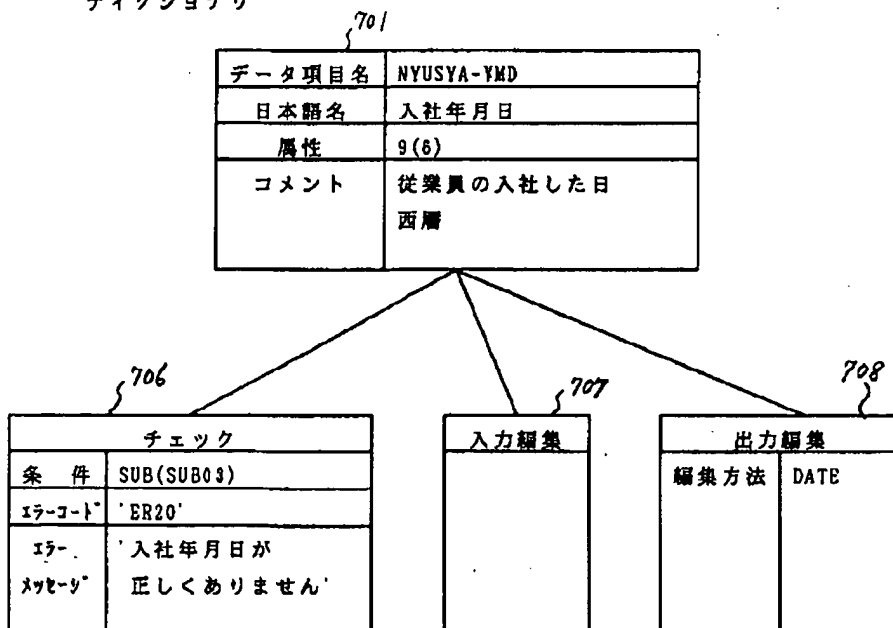 ディクショナリ
701
データ項目名 NYUSYA-YMD
日本語名 入社年月日
属性 9(6)
コメント 従業員の入社した日
西暦
706
707
708
チェック
条件 SUB(SUB03)
エラーコード 'ER20'
エラー '入社年月日が
メッセージ 正しくありません'
入力編集
出力編集
編集方法 DATE